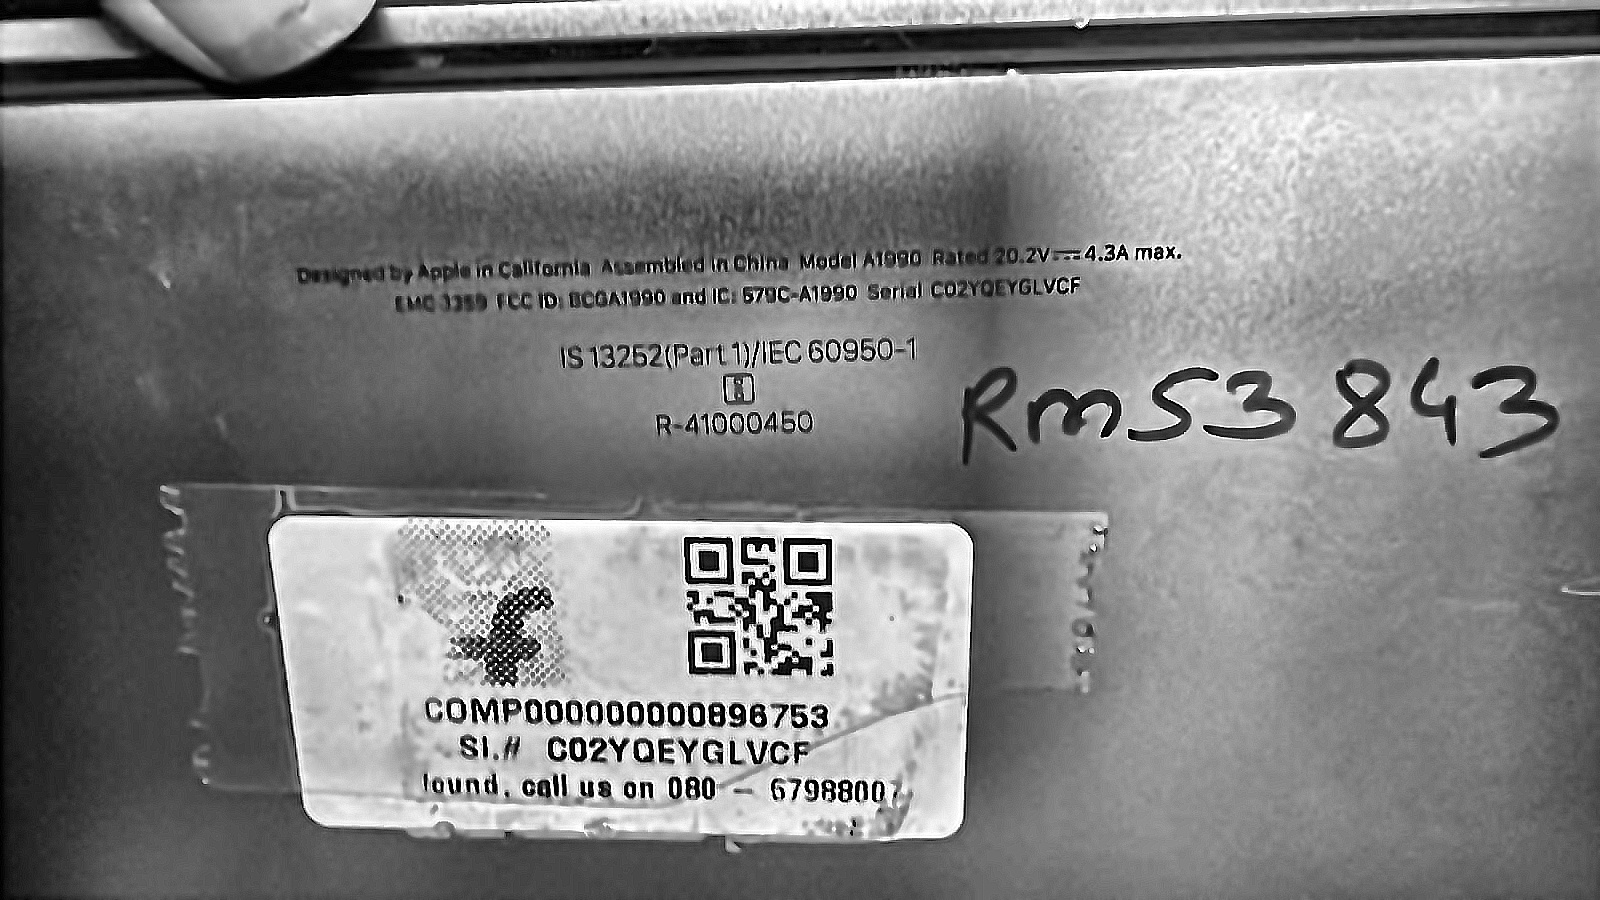 Designed by Apple in California Assembled in China Model A1990 Rated 20.2V⎓4.3A max.
EMC 3359 FCC ID: BCGA1990 and IC: 579C-A1990 Serial C02YQEYGLVCF
IS 13252(Part 1)/IEC 60950-1
R-41000450
Rms3 843
COMP000000000896753
Sl.# C02YQEYGLVCF
found, call us on 080 - 67988007